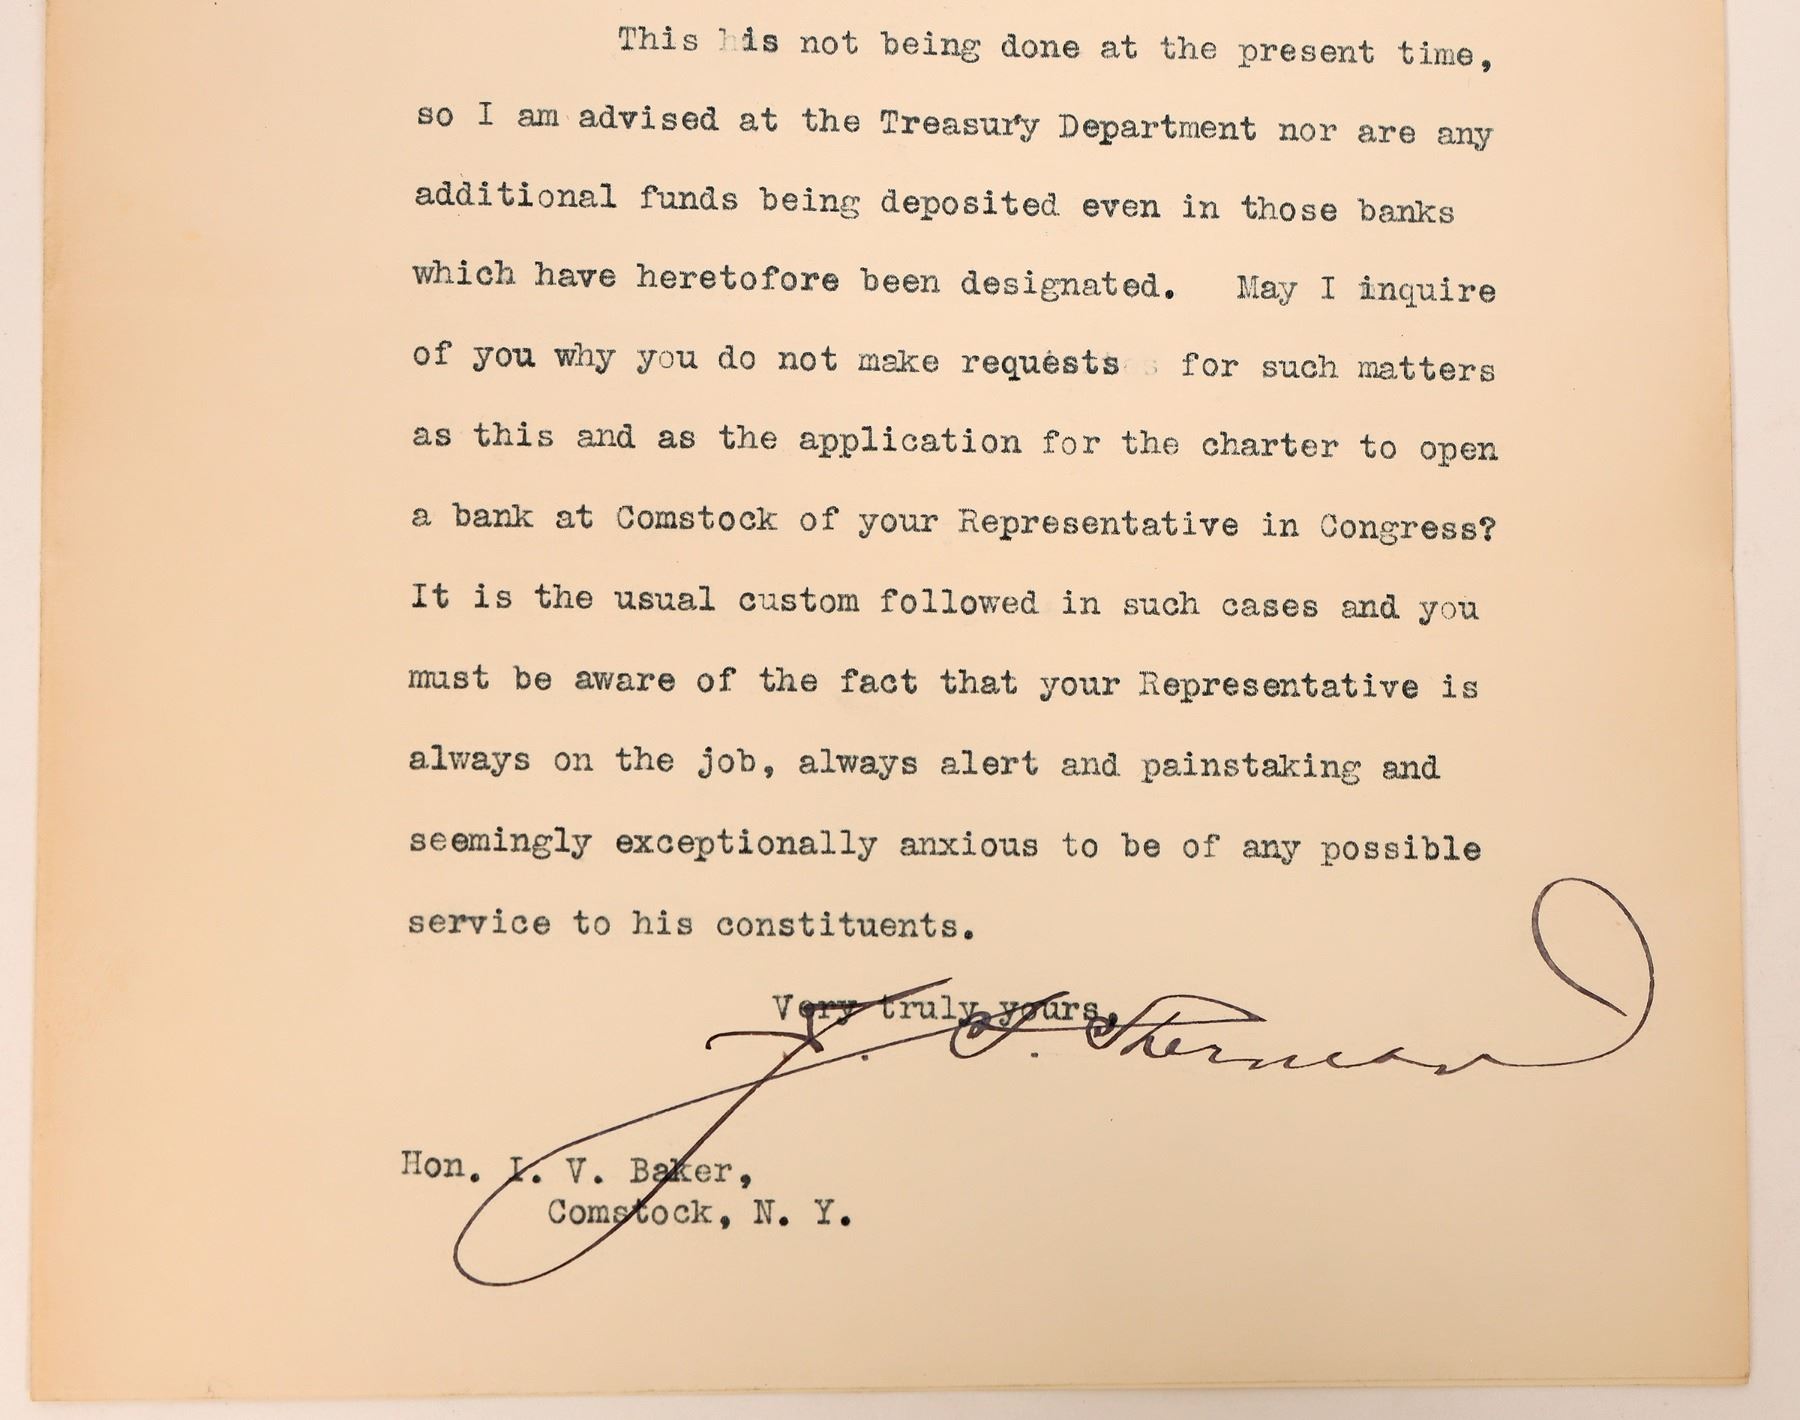 This is not being done at the present time,
so I am advised at the Treasury Department nor are any
additional funds being deposited even in those banks
which have heretofore been designated.  May I inquire
of you why you do not make requests for such matters
as this and as the application for the charter to open
a bank at Comstock of your Representative in Congress?
It is the usual custom followed in such cases and you
must be aware of the fact that your Representative is
always on the job, always alert and painstaking and
seemingly exceptionally anxious to be of any possible
service to his constituents.
Very truly yours,
J. S. Sherman
Hon. I. V. Baker,
Comstock, N. Y.